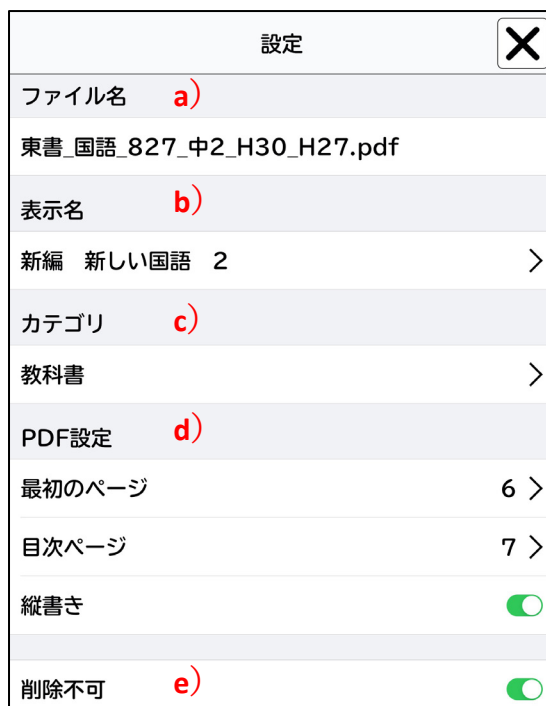 設定
ファイル名 a)
東書_国語_827_中2_H30_H27.pdf
表示名 b)
新編　新しい国語　2
カテゴリ c)
教科書
PDF設定 d)
最初のページ 6
目次ページ 7
縦書き
削除不可 e)